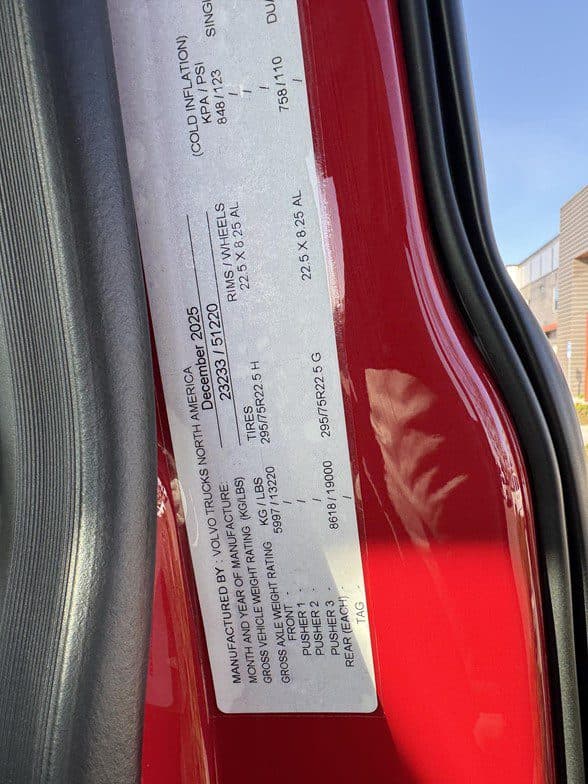 MANUFACTURED BY : VOLVO TRUCKS NORTH AMERICA
MONTH AND YEAR OF MANUFACTURE: December 2025
GROSS VEHICLE WEIGHT RATING (KG/LBS) 23233 / 51220
GROSS AXLE WEIGHT RATING KG / LBS TIRES RIMS / WHEELS (COLD INFLATION) KPA / PSI
FRONT - 5997 / 13220 295/75R22.5 H 22.5 X 8.25 AL 848 / 123
PUSHER 1 - / /
PUSHER 2 - / /
PUSHER 3 - / /
REAR (EACH) - 8618 / 19000 295/75R22.5 G 22.5 X 8.25 AL 758 / 110
TAG - /